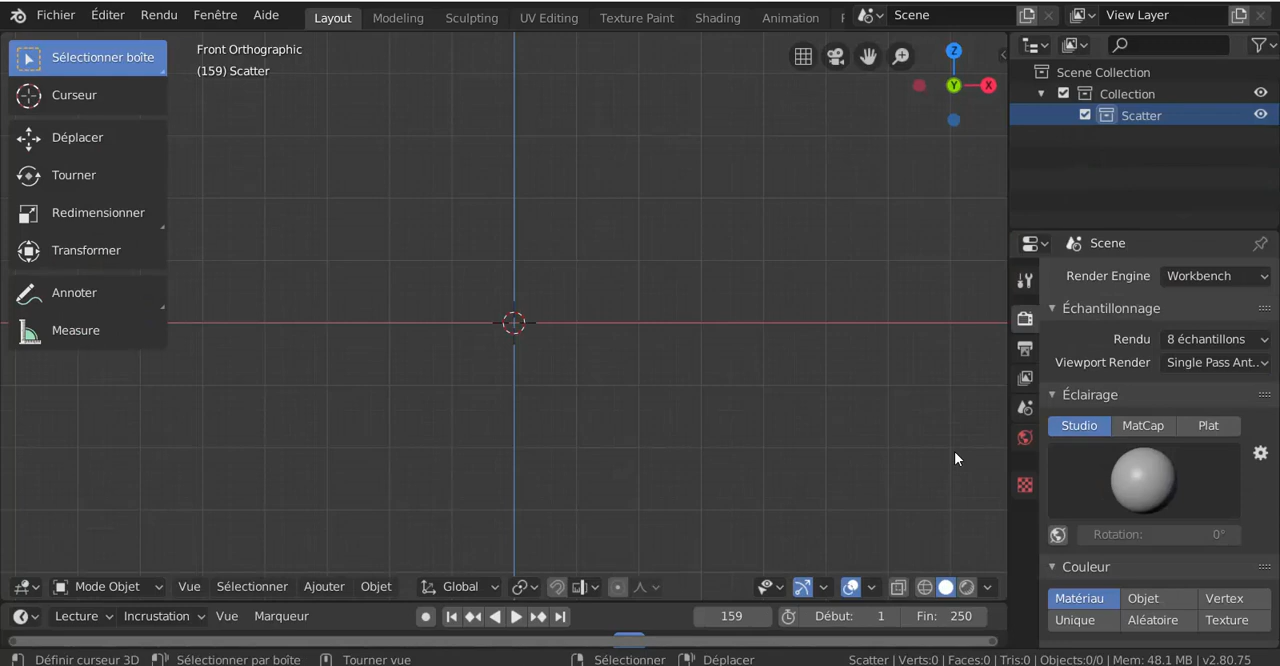 Fichier Éditer Rendu Fenêtre Aide Layout Modeling Sculpting UV Editing Texture Paint Shading Animation Scene View Layer
Sélectionner boîte
Curseur
Déplacer
Tourner
Redimensionner
Transformer
Annoter
Measure
Front Orthographic
(159) Scatter
Z
Y
X
Scene Collection
Collection
Scatter
Scene
Render Engine Workbench
Échantillonnage
Rendu 8 échantillons
Viewport Render Single Pass Ant..
Éclairage
Studio MatCap Plat
Rotation: 0°
Couleur
Matériau Objet Vertex
Unique Aléatoire Texture
Mode Objet Vue Sélectionner Ajouter Objet Global
Lecture Incrustation Vue Marqueur 159 Début: 1 Fin: 250
Définir curseur 3D Sélectionner par boîte Tourner vue Sélectionner Déplacer Scatter | Verts:0 | Faces:0 | Tris:0 | Objects:0/0 | Mem: 48.1 MB | v2.80.75